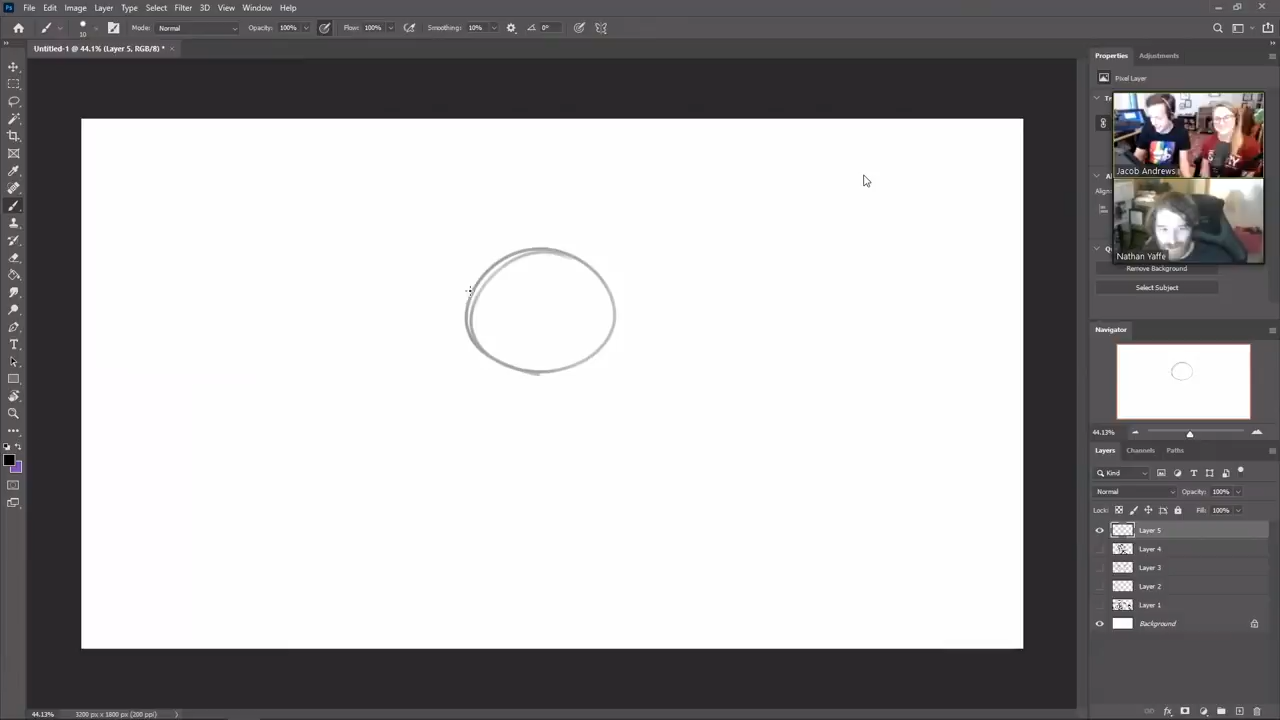 Ps File Edit Image Layer Type Select Filter 3D View Window Help
10 Mode: Normal Opacity: 100% Flow: 100% Smoothing: 10% 0°
Untitled-1 @ 44.1% (Layer 5, RGB/8) * ×
Properties Adjustments
Pixel Layer
Jacob Andrews
Nathan Yaffe
Remove Background
Select Subject
Navigator
44.13%
Layers Channels Paths
Kind
Normal Opacity: 100%
Lock: Fill: 100%
Layer 5
Layer 4
Layer 3
Layer 2
Layer 1
Background
44.13% 3200 px x 1800 px (200 ppi)